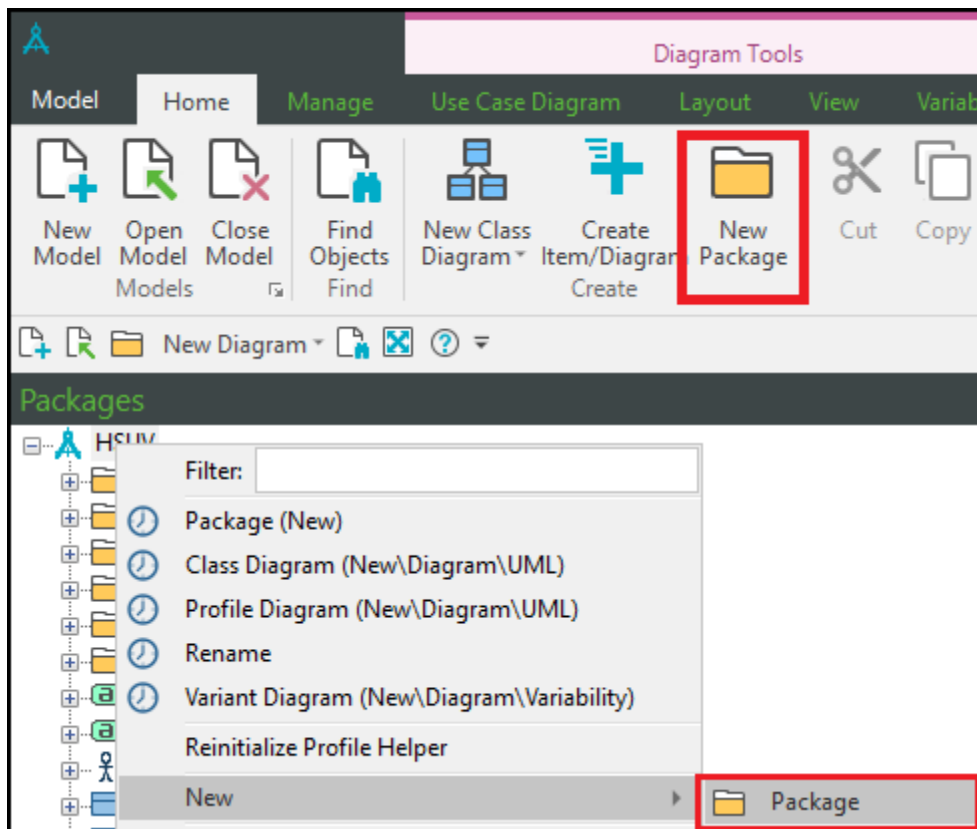 Diagram Tools
Model Home Manage Use Case Diagram Layout View
New Model
Open Model
Close Model
Find Objects
New Class Diagram
Create Item/Diagram
New Package
Cut
Copy
Models Find Create
New Diagram
Packages
HSUV
Filter:
Package (New)
Class Diagram (New\Diagram\UML)
Profile Diagram (New\Diagram\UML)
Rename
Variant Diagram (New\Diagram\Variability)
Reinitialize Profile Helper
New Package